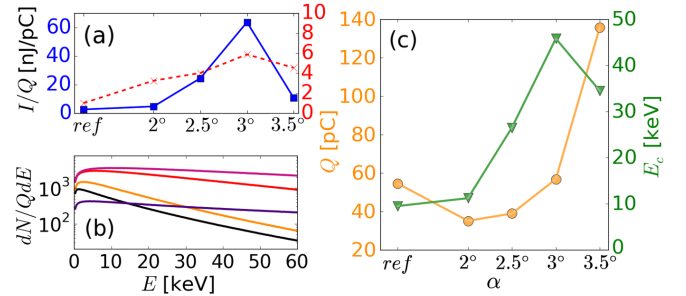 (a)
I/Q [nJ/pC]
60
40
20
0
10
8
6
4
2
0
ref 2° 2.5° 3° 3.5°
(b)
dN/QdE
10³
10²
0 10 20 30 40 50 60
E [keV]
(c)
Q [pC]
140
120
100
80
60
40
20
E_c [keV]
50
40
30
20
10
0
ref 2° 2.5° 3° 3.5°
α